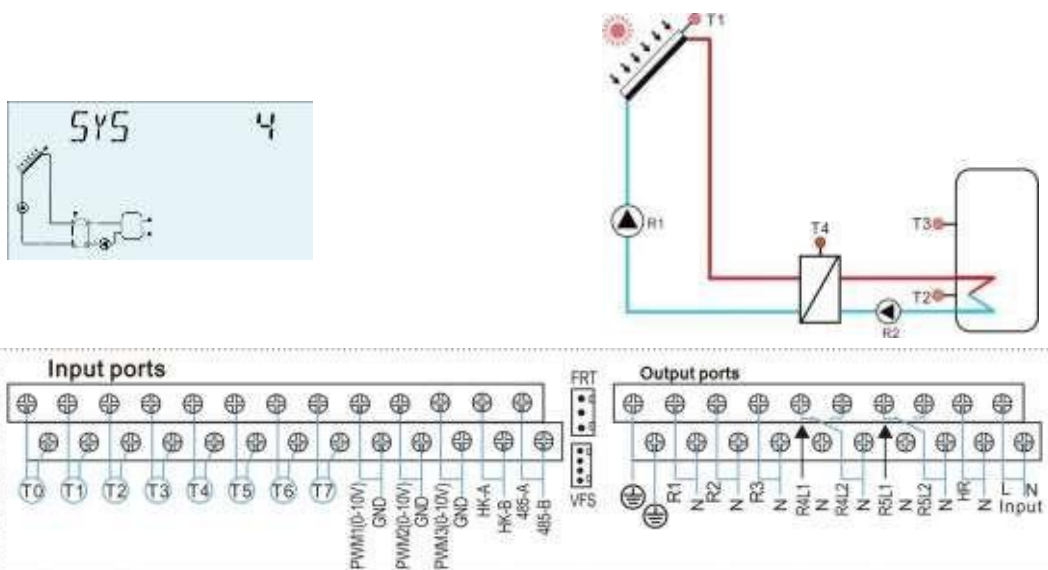 SYS 4
T1
R1
T4
T3
T2
R2
Input ports
FRT
Output ports
T0 T1 T2 T3 T4 T5 T6 T7 PWM1(0-10V) GND PWM2(0-10V) GND PWM3(0-10V) GND HK-A HK-B 485-A 485-B
VFS
R1 N R2 N R3 N R4L1 N R4L2 N R5L1 N R5L2 N HR N L N
Input